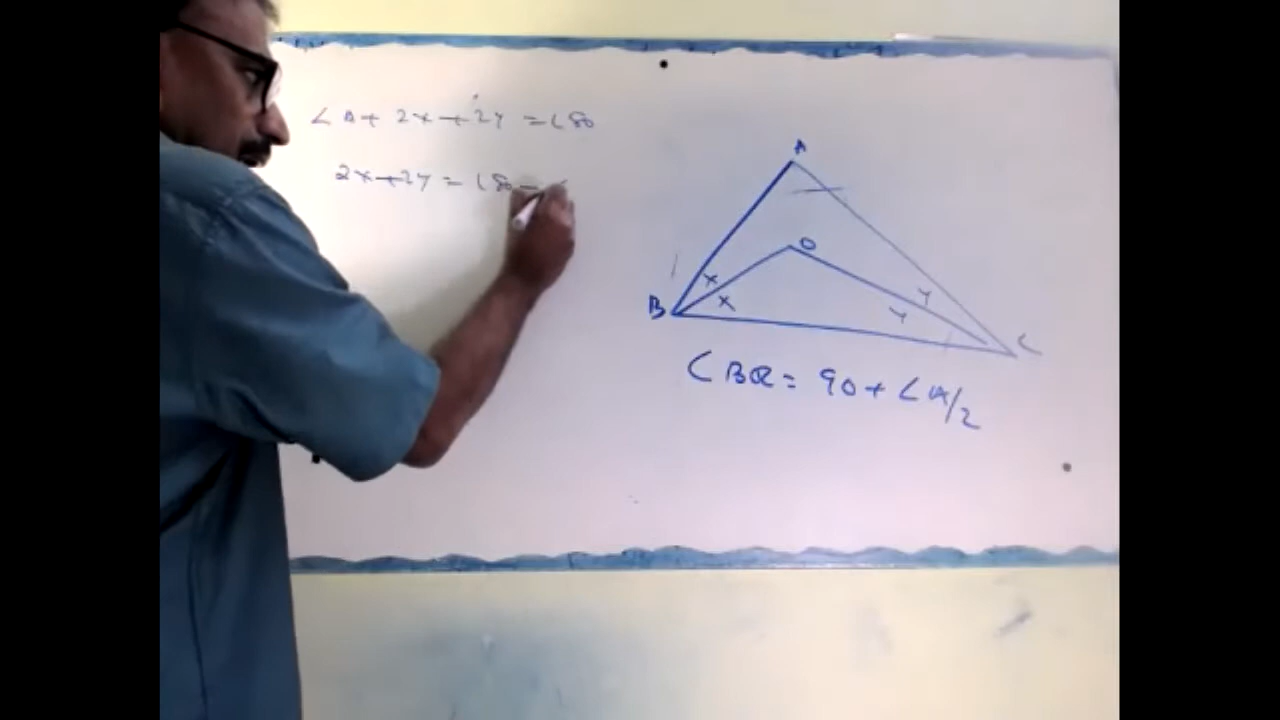 ∠A + 2x + 2y = 180
2x + 2y = 180 - ∠
A
O
x
x
y
y
B
C
∠BOC = 90 + ∠A/2